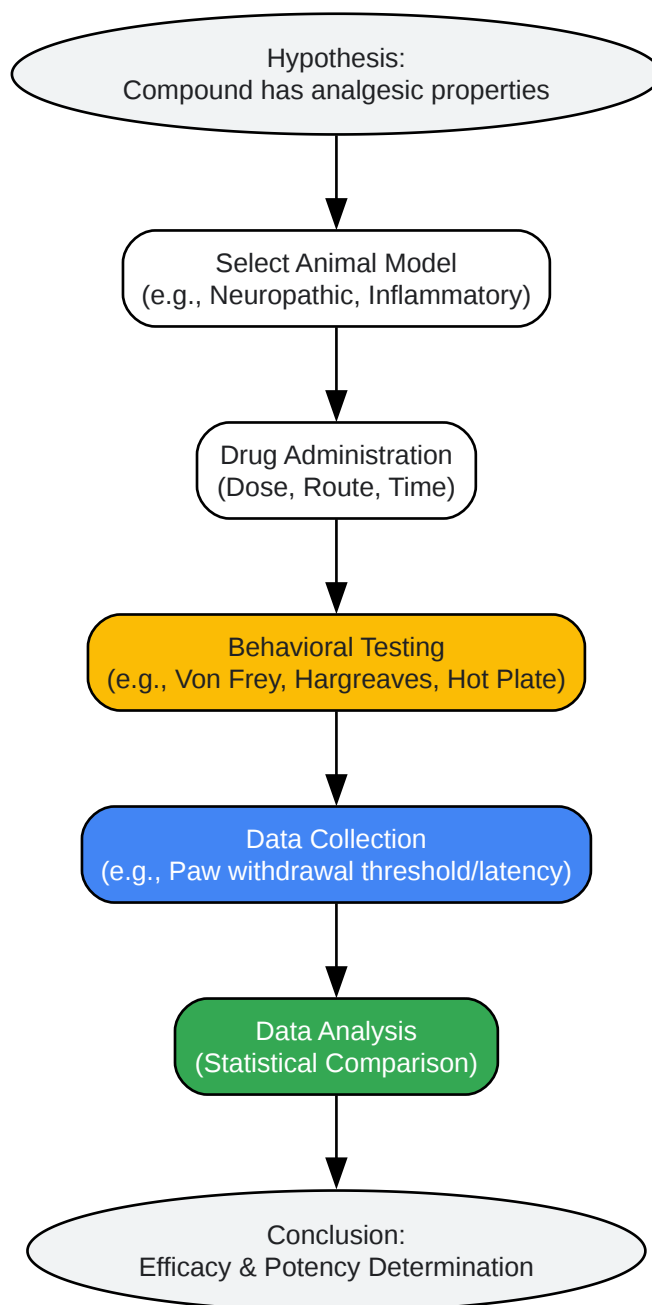 Hypothesis:
Compound has analgesic properties
Select Animal Model
(e.g., Neuropathic, Inflammatory)
Drug Administration
(Dose, Route, Time)
Behavioral Testing
(e.g., Von Frey, Hargreaves, Hot Plate)
Data Collection
(e.g., Paw withdrawal threshold/latency)
Data Analysis
(Statistical Comparison)
Conclusion:
Efficacy & Potency Determination